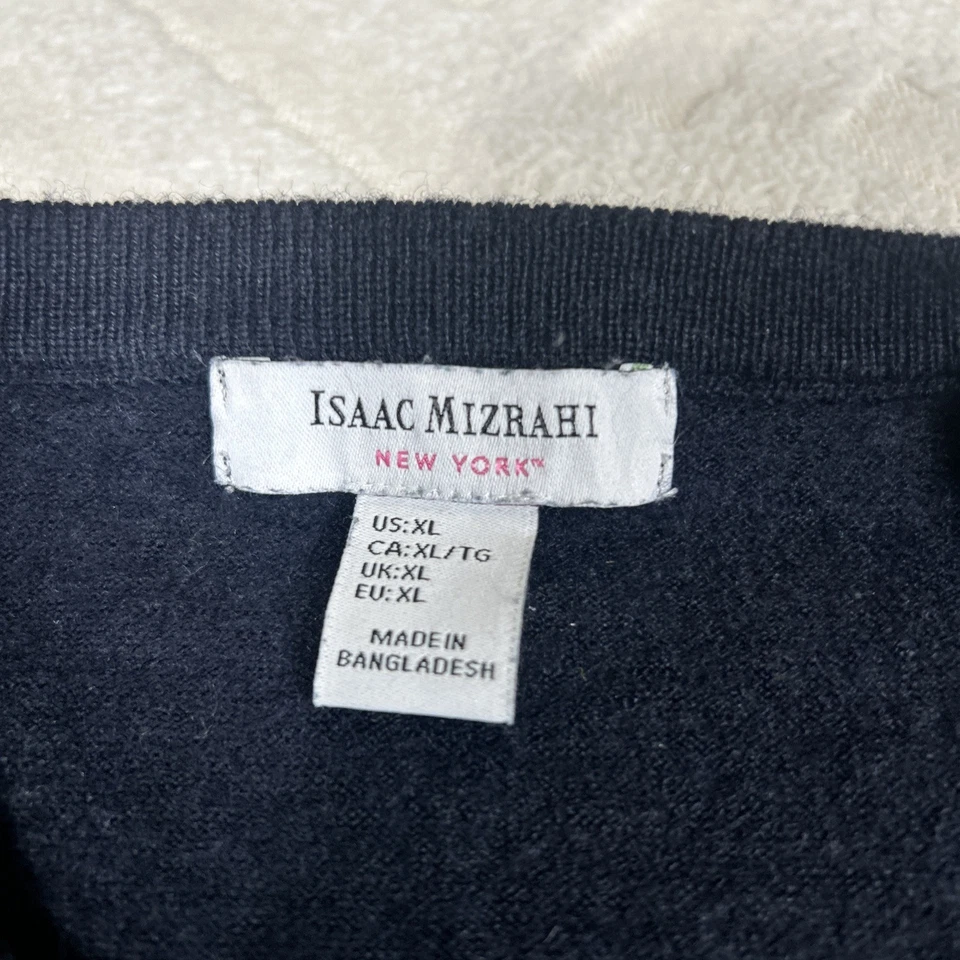 ISAAC MIZRAHI
NEW YORK™
US:XL
CA:XL/TG
UK:XL
EU:XL
MADE IN
BANGLADESH